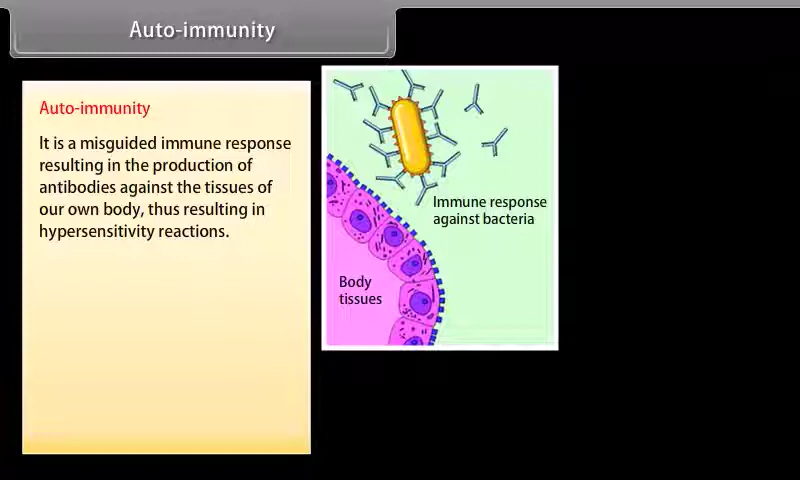 Auto-immunity
Auto-immunity
It is a misguided immune response
resulting in the production of
antibodies against the tissues of
our own body, thus resulting in
hypersensitivity reactions.
Immune response
against bacteria
Body
tissues